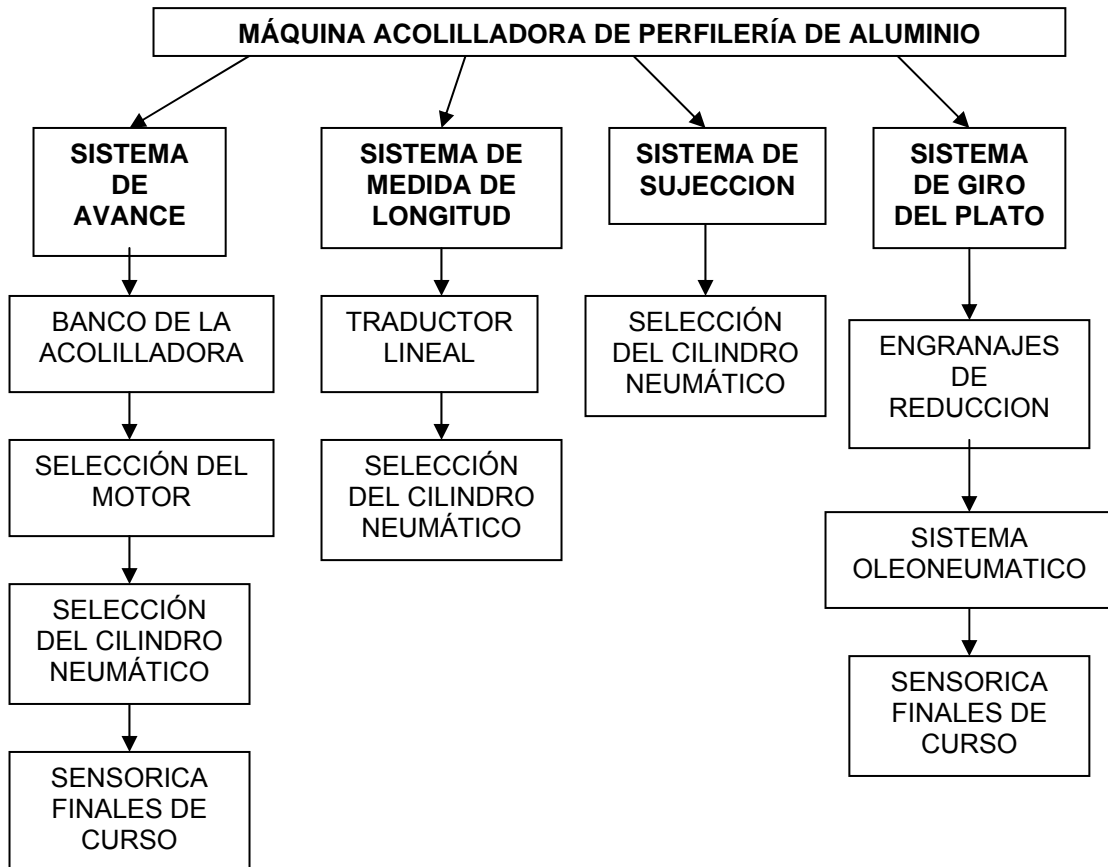 MÁQUINA ACOLILLADORA DE PERFILERÍA DE ALUMINIO
SISTEMA
DE
AVANCE
SISTEMA DE
MEDIDA DE
LONGITUD
SISTEMA DE
SUJECCION
SISTEMA
DE GIRO
DEL PLATO
BANCO DE LA
ACOLILLADORA
TRADUCTOR
LINEAL
SELECCIÓN
DEL CILINDRO
NEUMÁTICO
ENGRANAJES
DE
REDUCCION
SELECCIÓN DEL
MOTOR
SELECCIÓN
DEL CILINDRO
NEUMÁTICO
SISTEMA
OLEONEUMATICO
SELECCIÓN
DEL CILINDRO
NEUMÁTICO
SENSORICA
FINALES DE
CURSO
SENSORICA
FINALES DE
CURSO